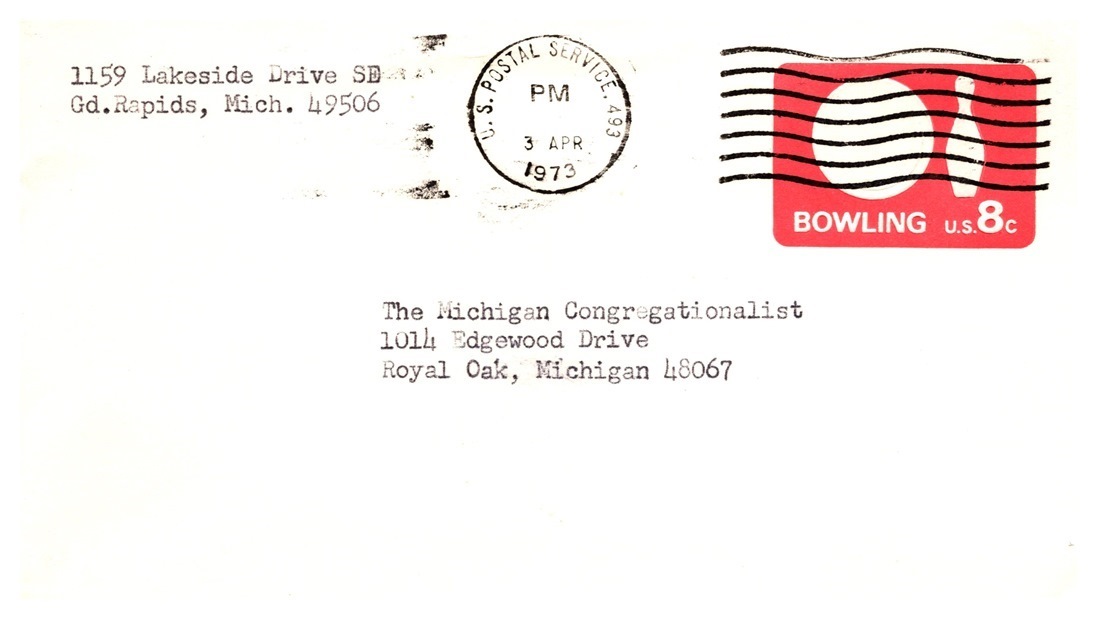 1159 Lakeside Drive SE
Gd.Rapids, Mich. 49506
U.S. POSTAL SERVICE. 493
PM
3 APR
1973
BOWLING U.S. 8c
The Michigan Congregationalist
1014 Edgewood Drive
Royal Oak, Michigan 48067